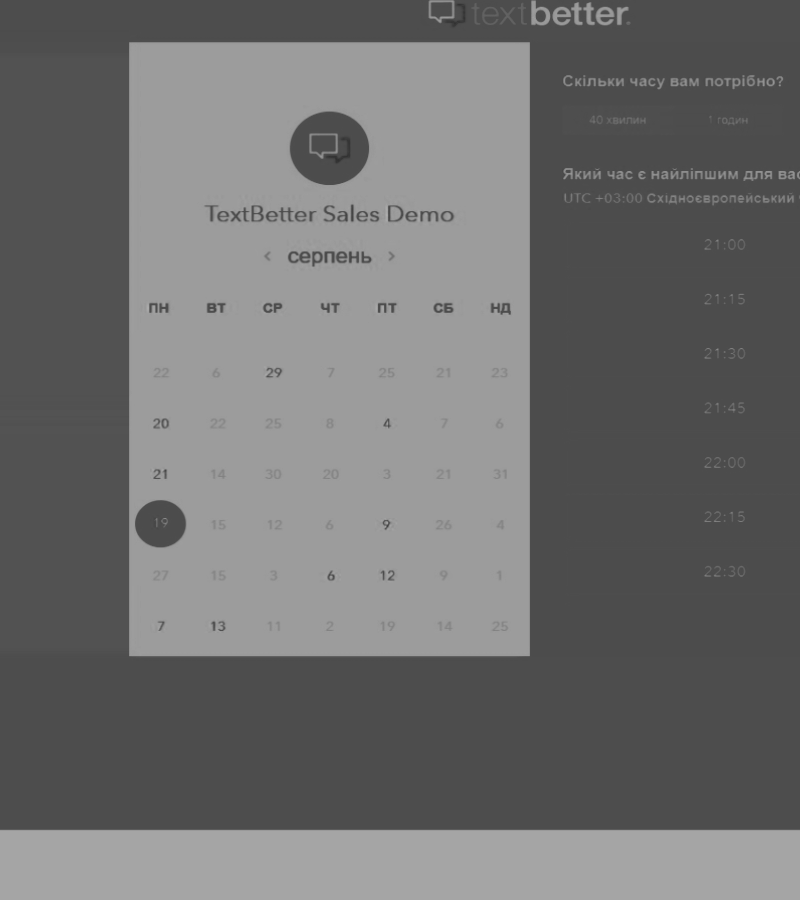 textbetter.
TextBetter Sales Demo
‹ серпень ›
ПН ВТ СР ЧТ ПТ СБ НД
22 6 29 7 25 21 23
20 22 25 8 4 7 6
21 14 30 20 3 21 31
19 15 12 6 9 26 4
27 15 3 6 12 9 1
7 13 11 2 19 14 25
Скільки часу вам потрібно?
40 хвилин 1 годин
Який час є найліпшим для вас
UTC +03:00 Східноєвропейський
21:00
21:15
21:30
21:45
22:00
22:15
22:30